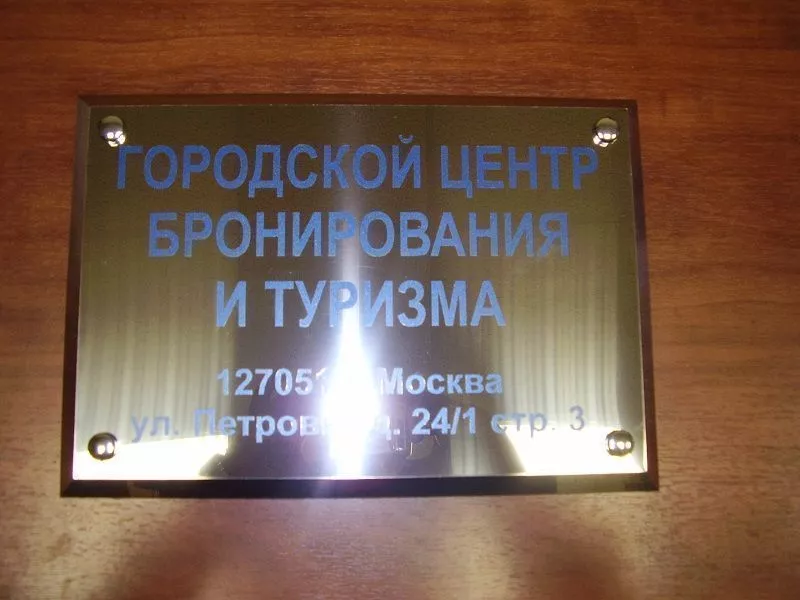 ГОРОДСКОЙ ЦЕНТР
БРОНИРОВАНИЯ
И ТУРИЗМА
127051 Москва
ул. д. 24/1 стр. 3